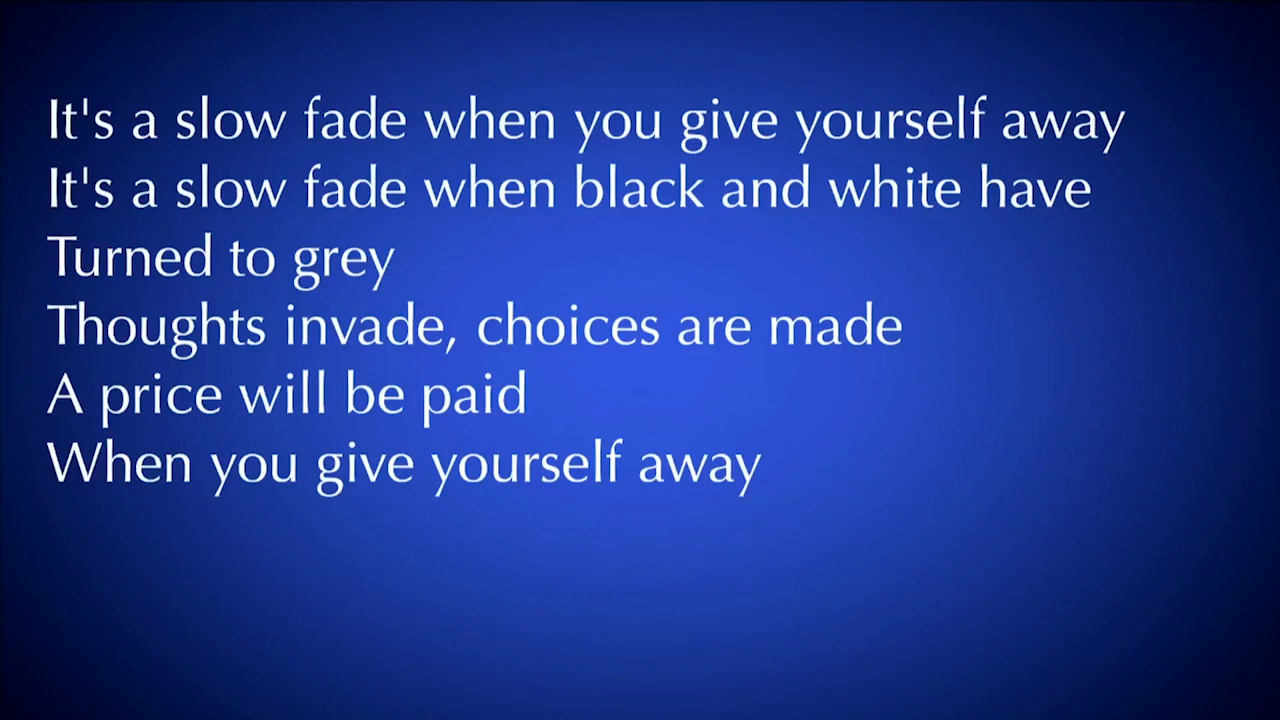 It's a slow fade when you give yourself away
It's a slow fade when black and white have
Turned to grey
Thoughts invade, choices are made
A price will be paid
When you give yourself away